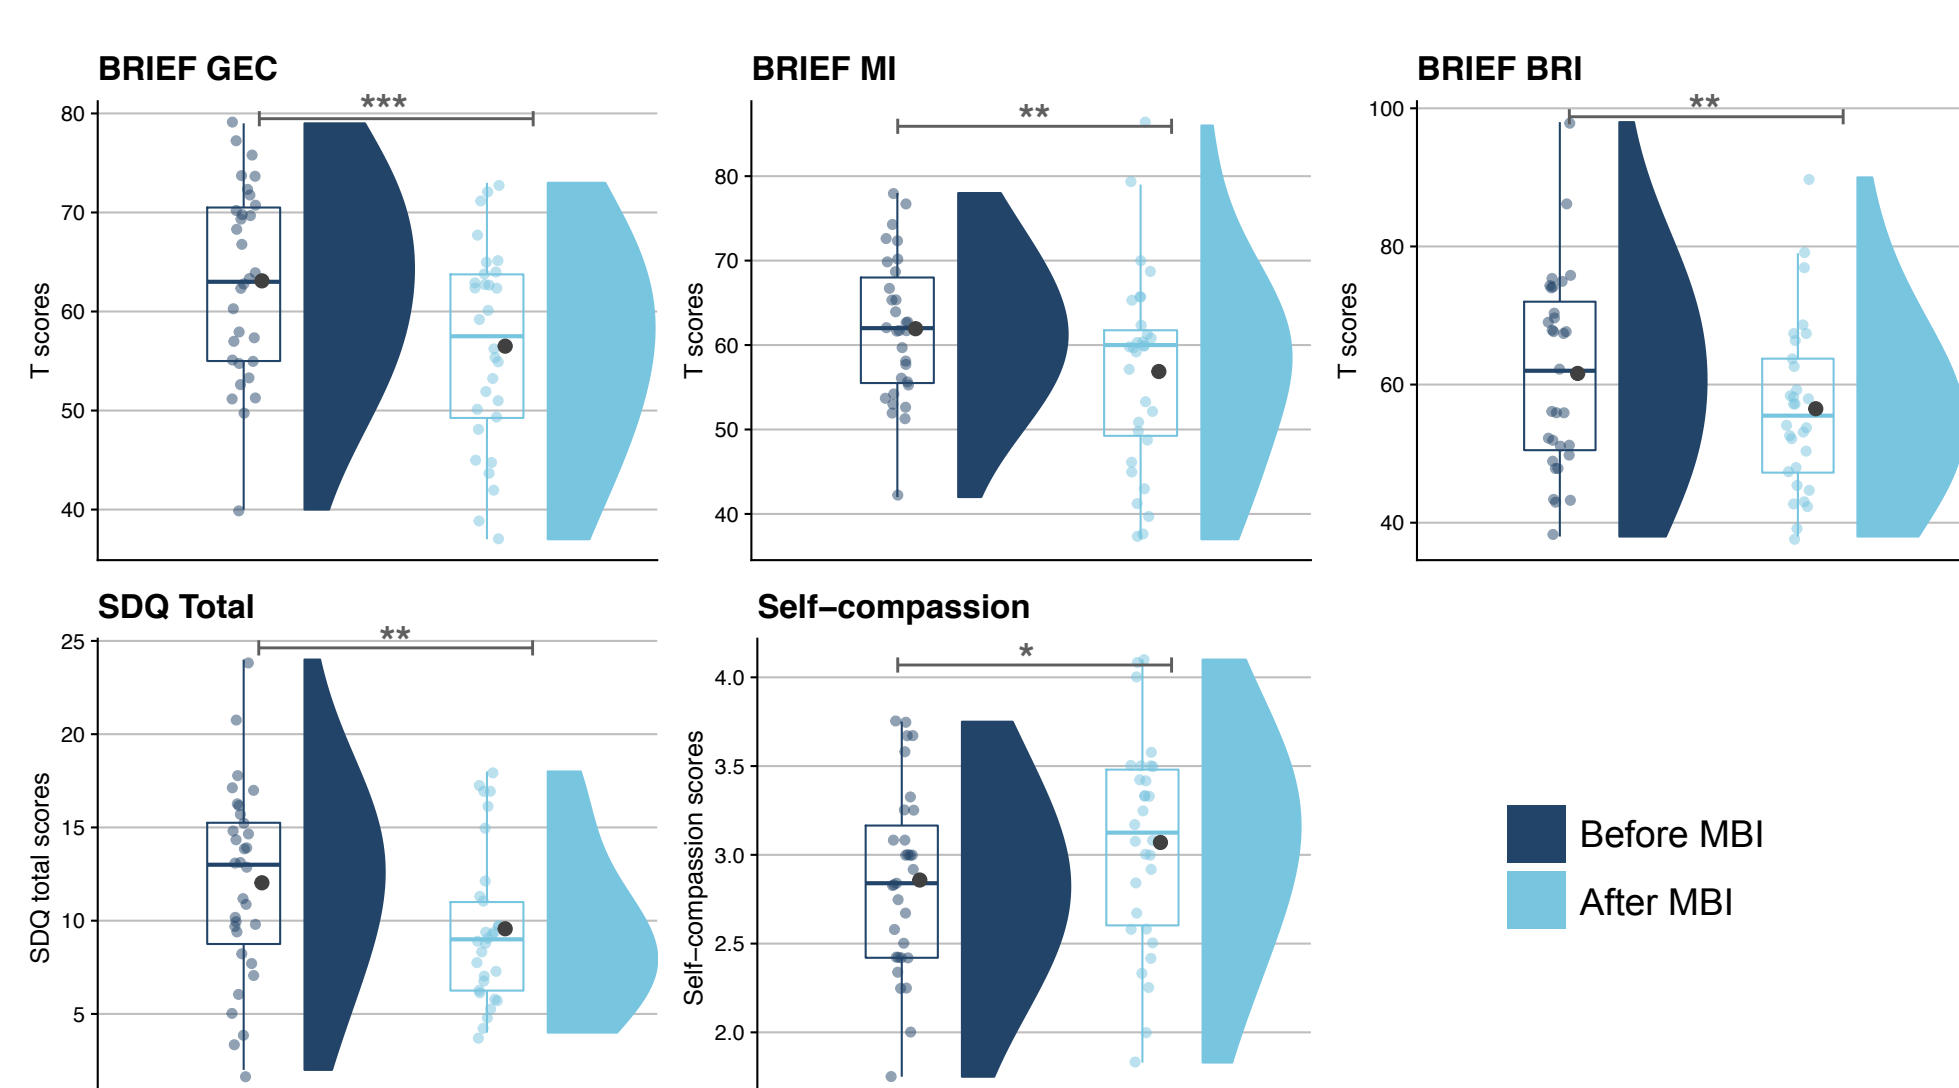 BRIEF GEC
BRIEF MI
BRIEF BRI
***
**
**
80
70
60
50
40
T scores
80
70
60
50
40
T scores
100
80
60
40
T scores
SDQ Total
Self–compassion
**
*
25
20
15
10
5
SDQ total scores
4.0
3.5
3.0
2.5
2.0
Self–compassion scores
Before MBI
After MBI